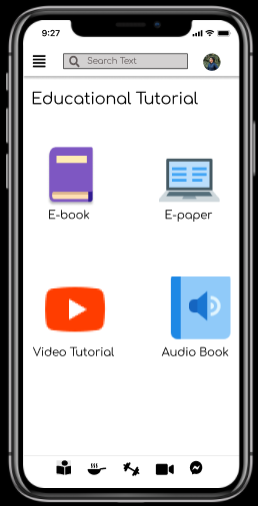 9:27
Search Text
Educational Tutorial
E-book
E-paper
Video Tutorial
Audio Book